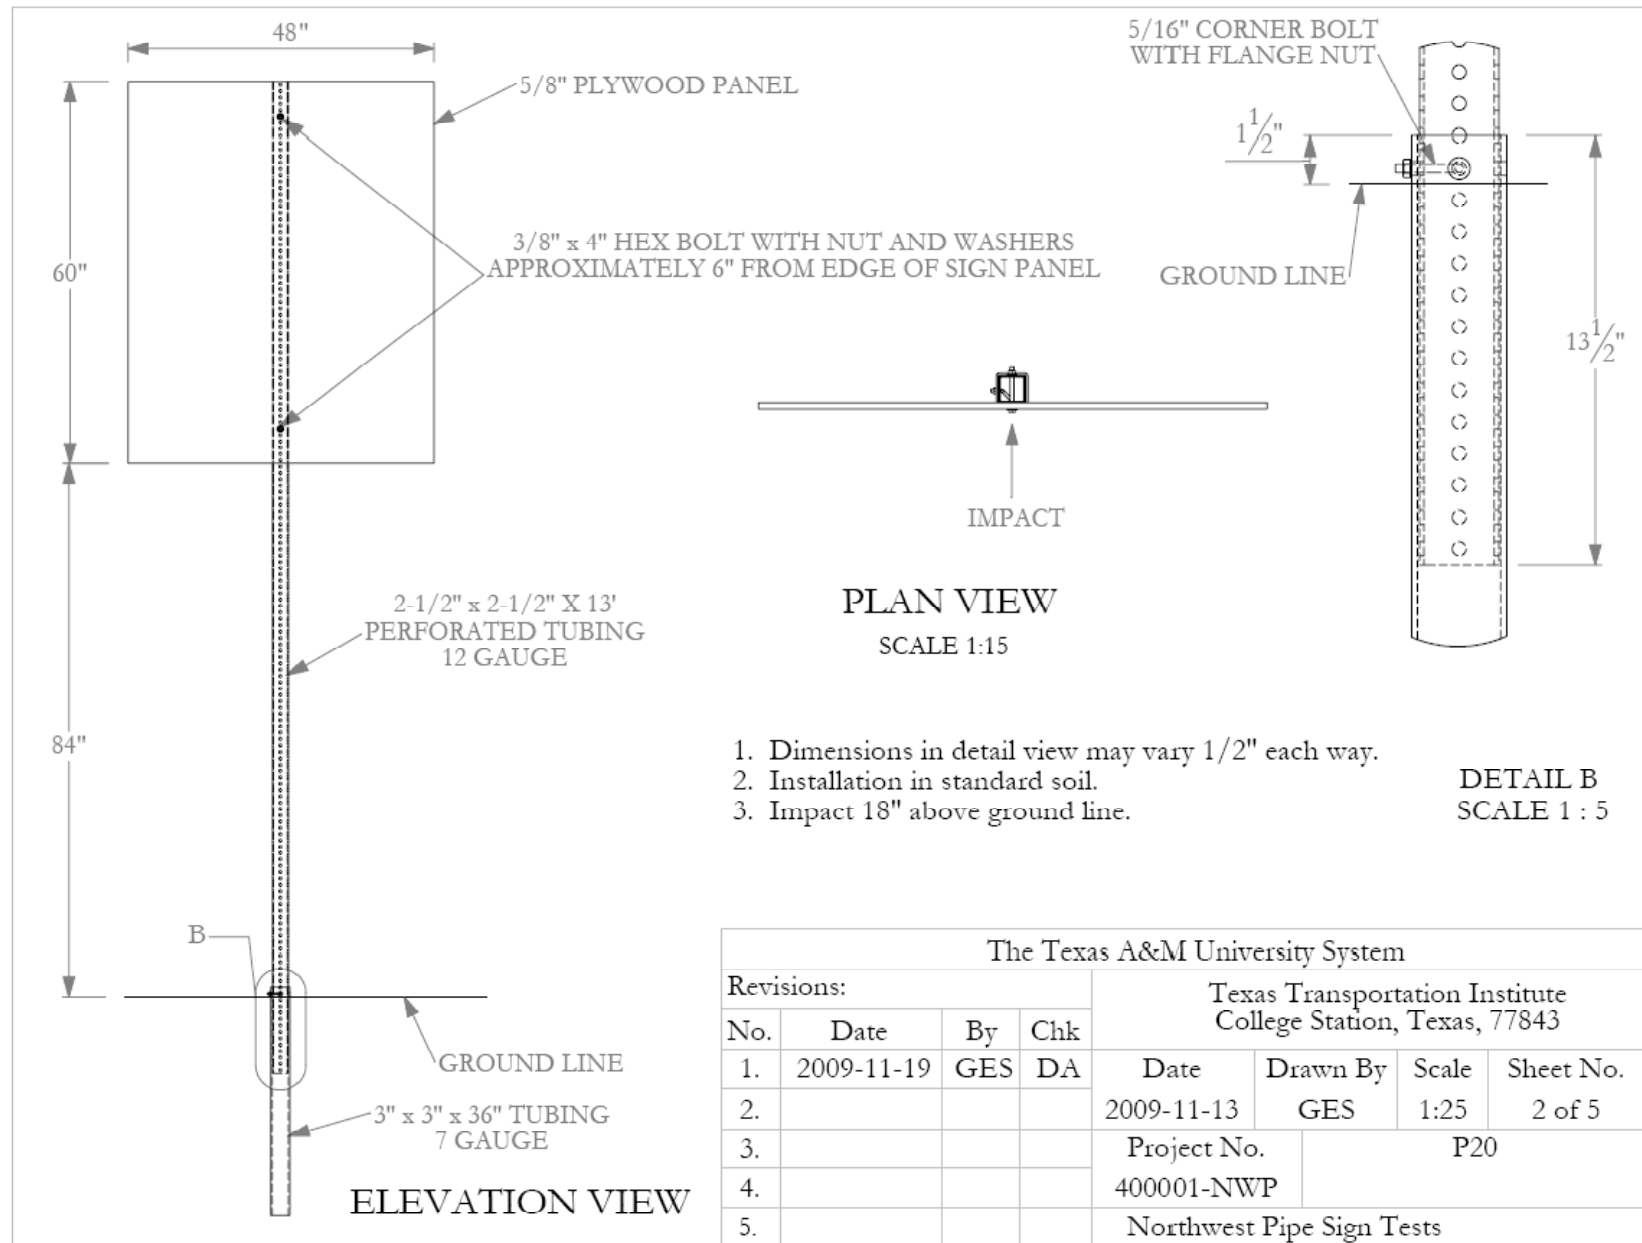 48"
5/8" PLYWOOD PANEL
60"
3/8" x 4" HEX BOLT WITH NUT AND WASHERS
APPROXIMATELY 6" FROM EDGE OF SIGN PANEL
84"
2-1/2" x 2-1/2" X 13'
PERFORATED TUBING
12 GAUGE
B
GROUND LINE
3" x 3" x 36" TUBING
7 GAUGE
ELEVATION VIEW
IMPACT
PLAN VIEW
SCALE 1:15
5/16" CORNER BOLT
WITH FLANGE NUT
1 1/2"
GROUND LINE
13 1/2"
DETAIL B
SCALE 1 : 5
1. Dimensions in detail view may vary 1/2" each way.
2. Installation in standard soil.
3. Impact 18" above ground line.
The Texas A&M University System
Revisions:
No. Date By Chk
1. 2009-11-19 GES DA
2.
3.
4.
5.
Texas Transportation Institute
College Station, Texas, 77843
Date Drawn By Scale Sheet No.
2009-11-13 GES 1:25 2 of 5
Project No. P20
400001-NWP
Northwest Pipe Sign Tests